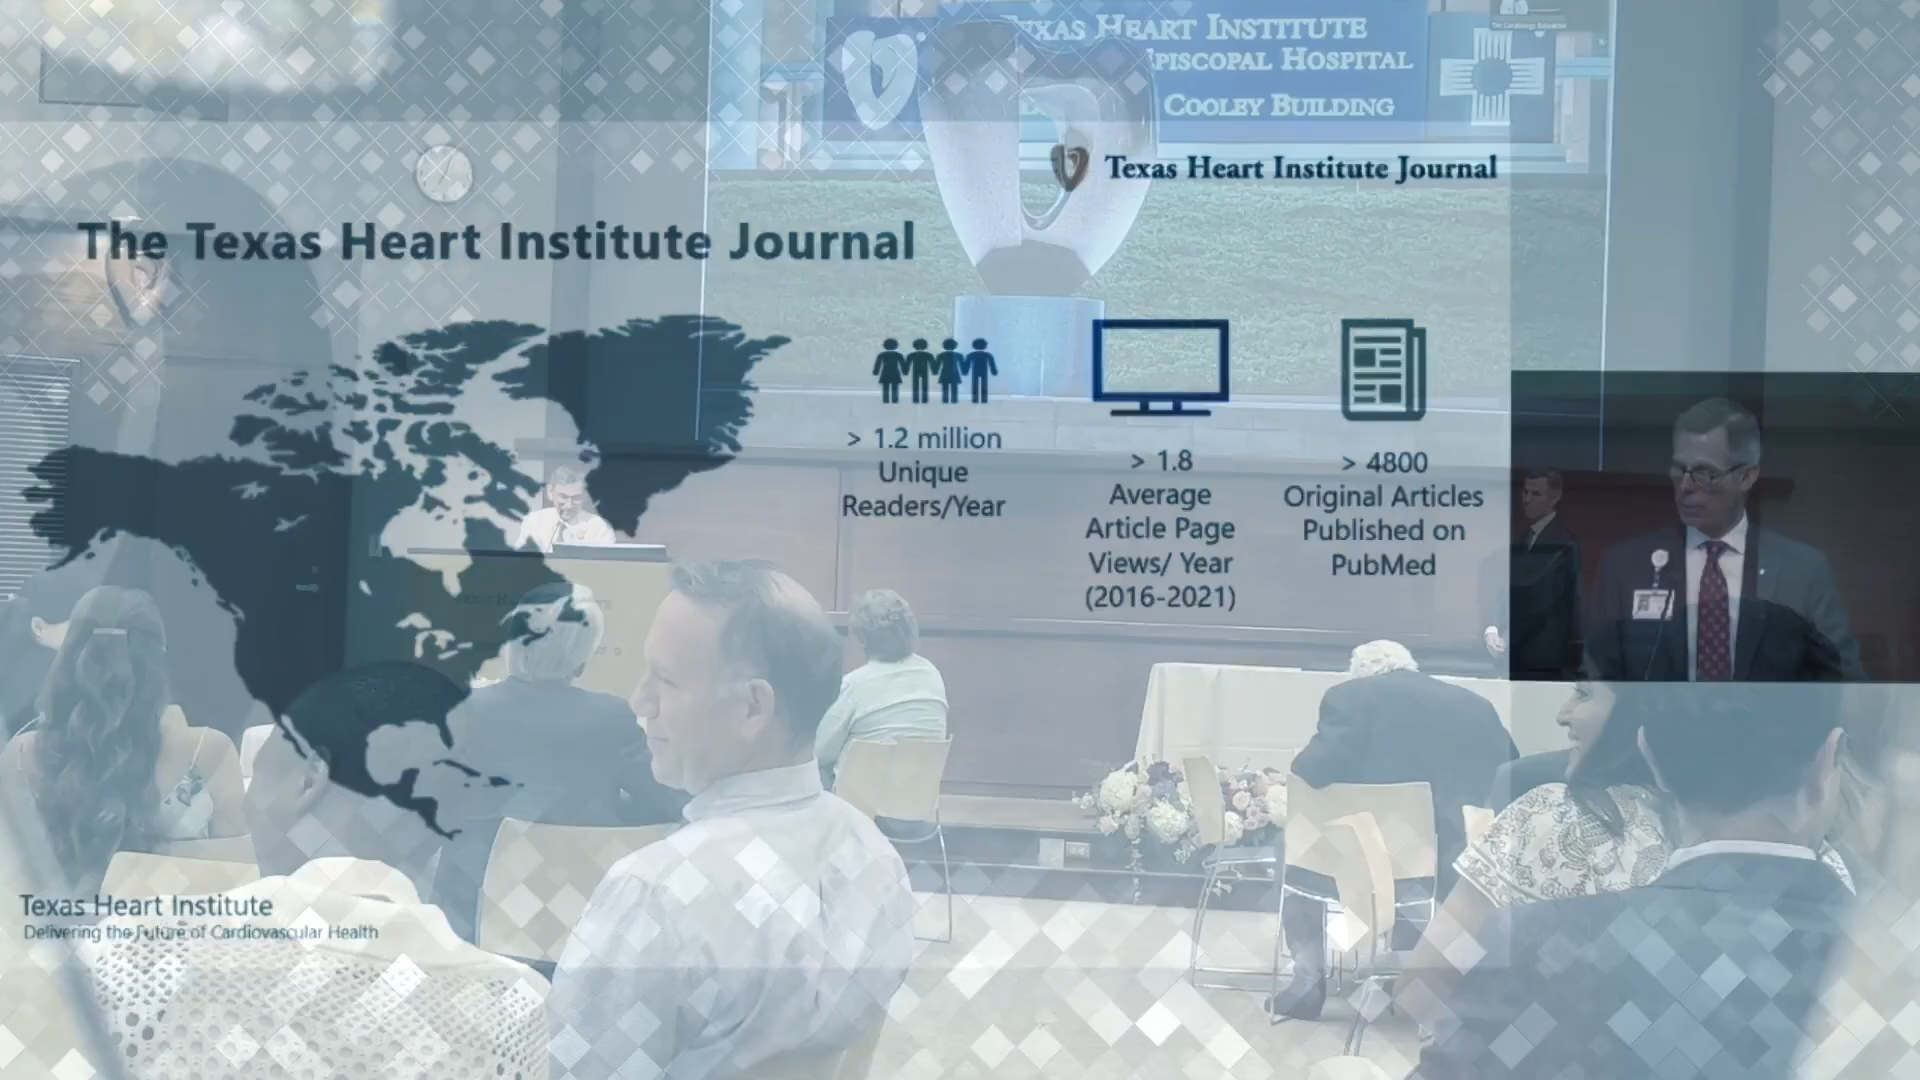 TEXAS HEART INSTITUTE
EPISCOPAL HOSPITAL
COOLEY BUILDING
Texas Heart Institute Journal
The Texas Heart Institute Journal
> 1.2 million
Unique
Readers/Year
> 1.8
Average
Article Page
Views/ Year
(2016-2021)
> 4800
Original Articles
Published on
PubMed
Texas Heart Institute
Delivering the Future of Cardiovascular Health